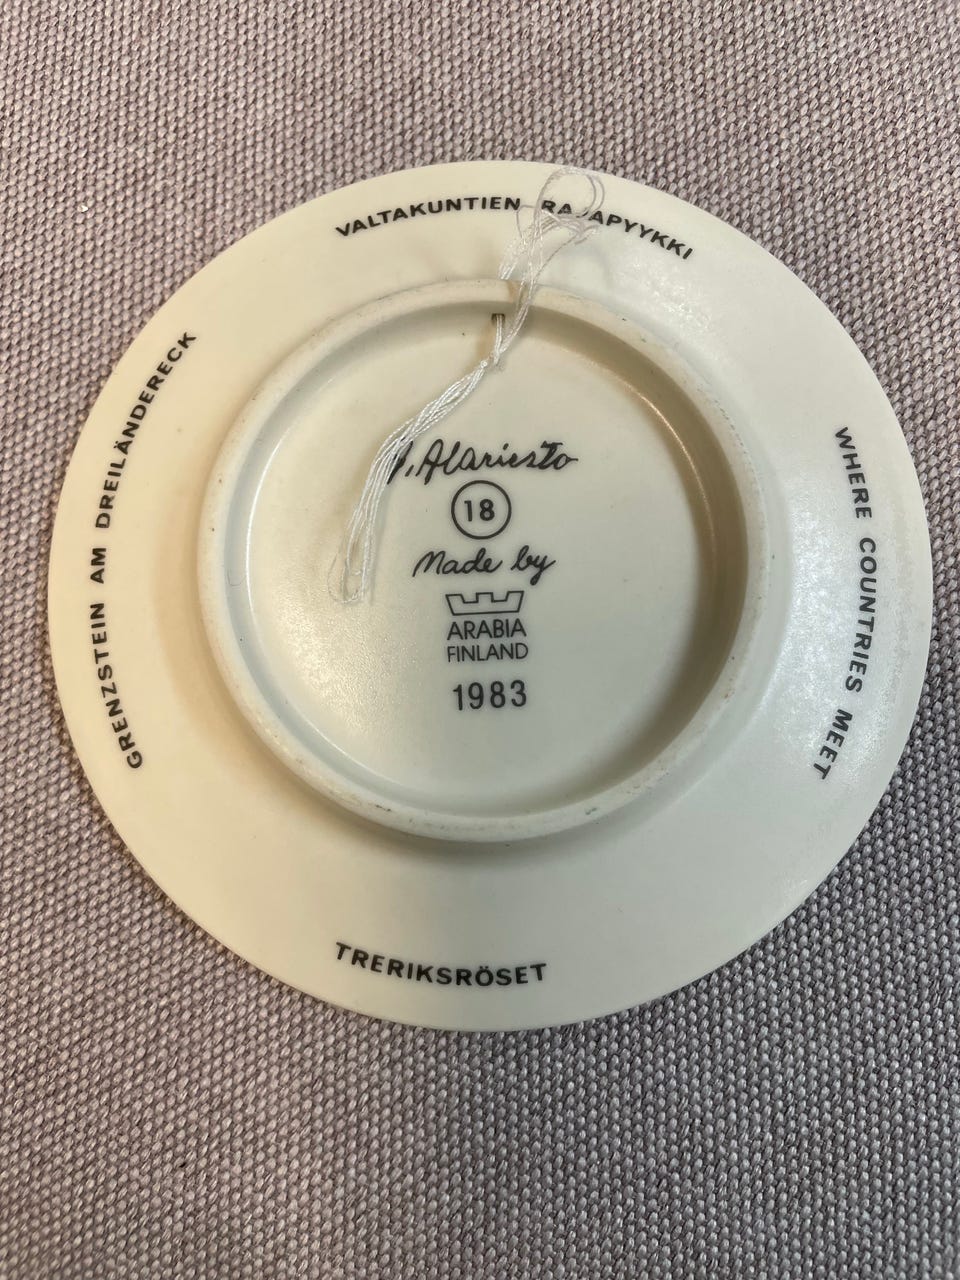 VALTAKUNTIEN RAJAPYYKKI
WHERE COUNTRIES MEET
TRERIKSRÖSET
GRENZSTEIN AM DREILÄNDERECK
Alariesto
18
Made by
ARABIA
FINLAND
1983